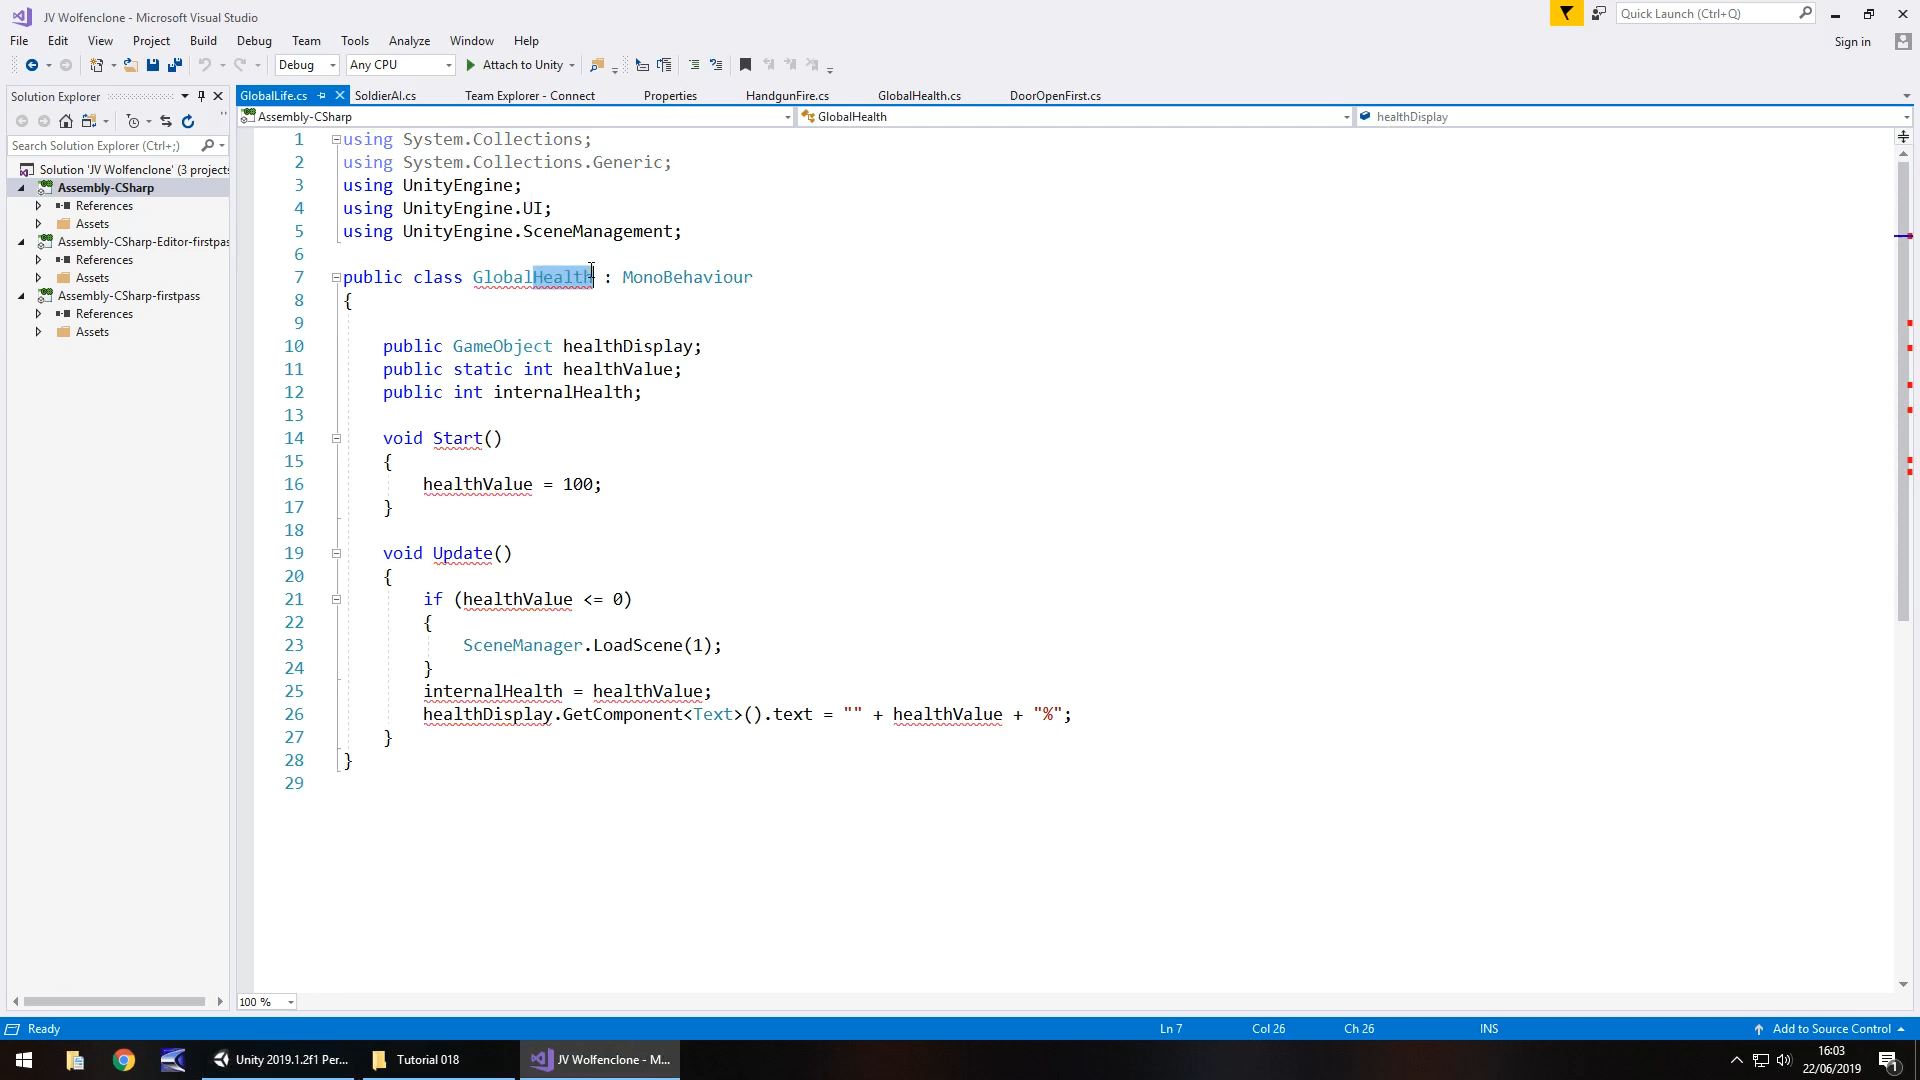 JV Wolfenclone - Microsoft Visual Studio
Quick Launch (Ctrl+Q)
File Edit View Project Build Debug Team Tools Analyze Window Help
Sign in
Debug Any CPU Attach to Unity
Solution Explorer
GlobalLife.cs SoldierAI.cs Team Explorer - Connect Properties HandgunFire.cs GlobalHealth.cs DoorOpenFirst.cs
Assembly-CSharp GlobalHealth healthDisplay
Search Solution Explorer (Ctrl+;)
Solution 'JV Wolfenclone' (3 projects
Assembly-CSharp
References
Assets
Assembly-CSharp-Editor-firstpas
References
Assets
Assembly-CSharp-firstpass
References
Assets
1 using System.Collections;
2 using System.Collections.Generic;
3 using UnityEngine;
4 using UnityEngine.UI;
5 using UnityEngine.SceneManagement;
6
7 public class GlobalHealth : MonoBehaviour
8 {
9
10 public GameObject healthDisplay;
11 public static int healthValue;
12 public int internalHealth;
13
14 void Start()
15 {
16 healthValue = 100;
17 }
18
19 void Update()
20 {
21 if (healthValue <= 0)
22 {
23 SceneManager.LoadScene(1);
24 }
25 internalHealth = healthValue;
26 healthDisplay.GetComponent<Text>().text = "" + healthValue + "%";
27 }
28 }
29
100 %
Ready Ln 7 Col 26 Ch 26 INS Add to Source Control
Unity 2019.1.2f1 Per... Tutorial 018 JV Wolfenclone - M...
16:03
22/06/2019
1